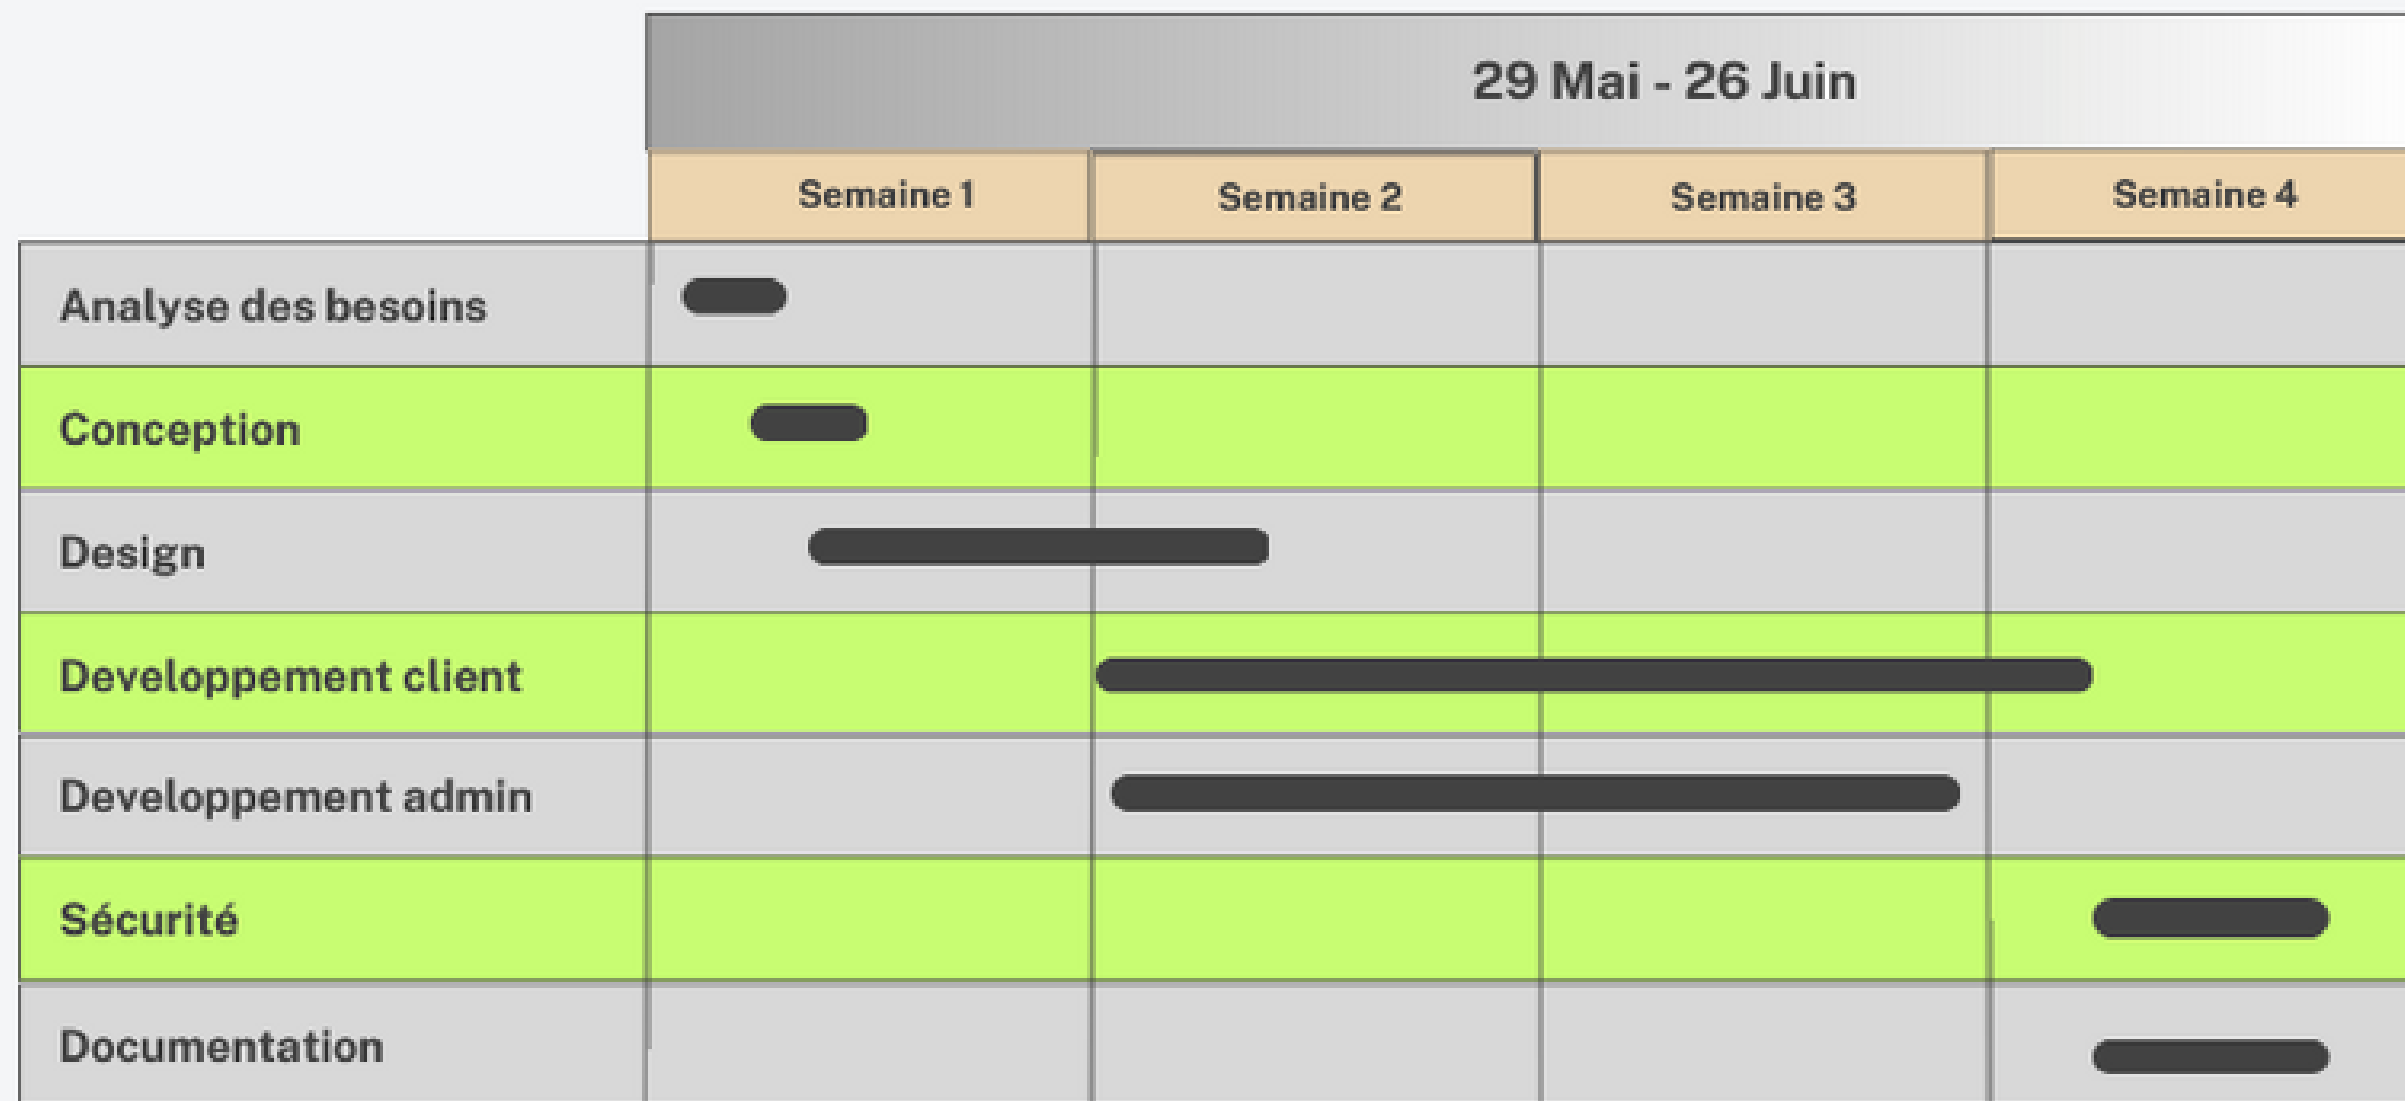 29 Mai - 26 Juin
Semaine 1
Semaine 2
Semaine 3
Semaine 4
Analyse des besoins
Conception
Design
Developpement client
Developpement admin
Sécurité
Documentation